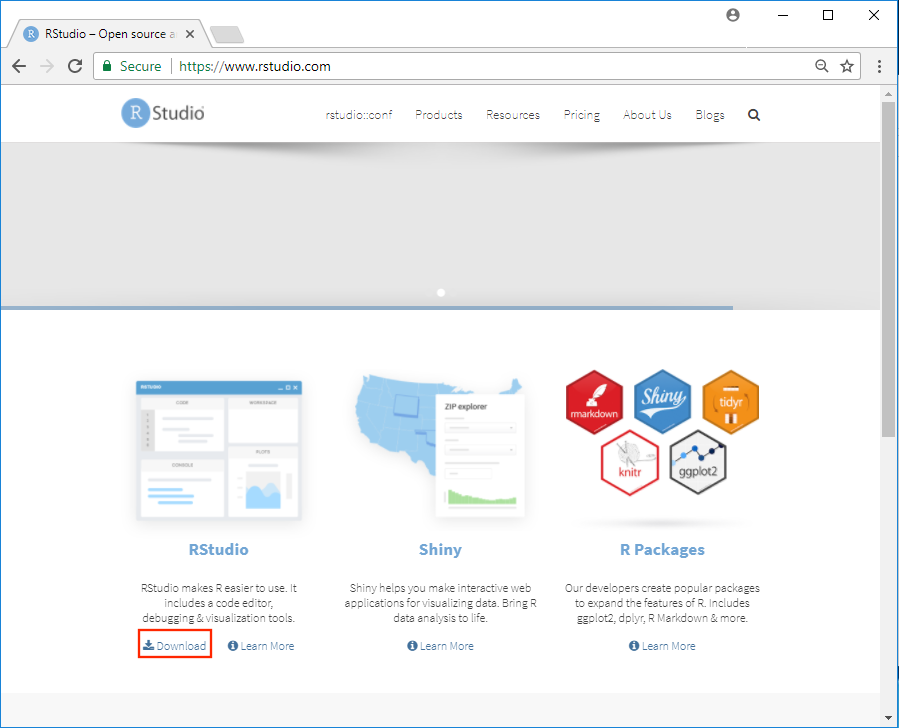 RStudio – Open source a
Secure https://www.rstudio.com
R Studio
rstudio::conf Products Resources Pricing About Us Blogs
RSTUDIO
CODE
WORKSPACE
CONSOLE
PLOTS
ZIP explorer
rmarkdown
Shiny
tidyr
knitr
ggplot2
RStudio
RStudio makes R easier to use. It
includes a code editor,
debugging & visualization tools.
Download Learn More
Shiny
Shiny helps you make interactive web
applications for visualizing data. Bring R
data analysis to life.
Learn More
R Packages
Our developers create popular packages
to expand the features of R. Includes
ggplot2, dplyr, R Markdown & more.
Learn More